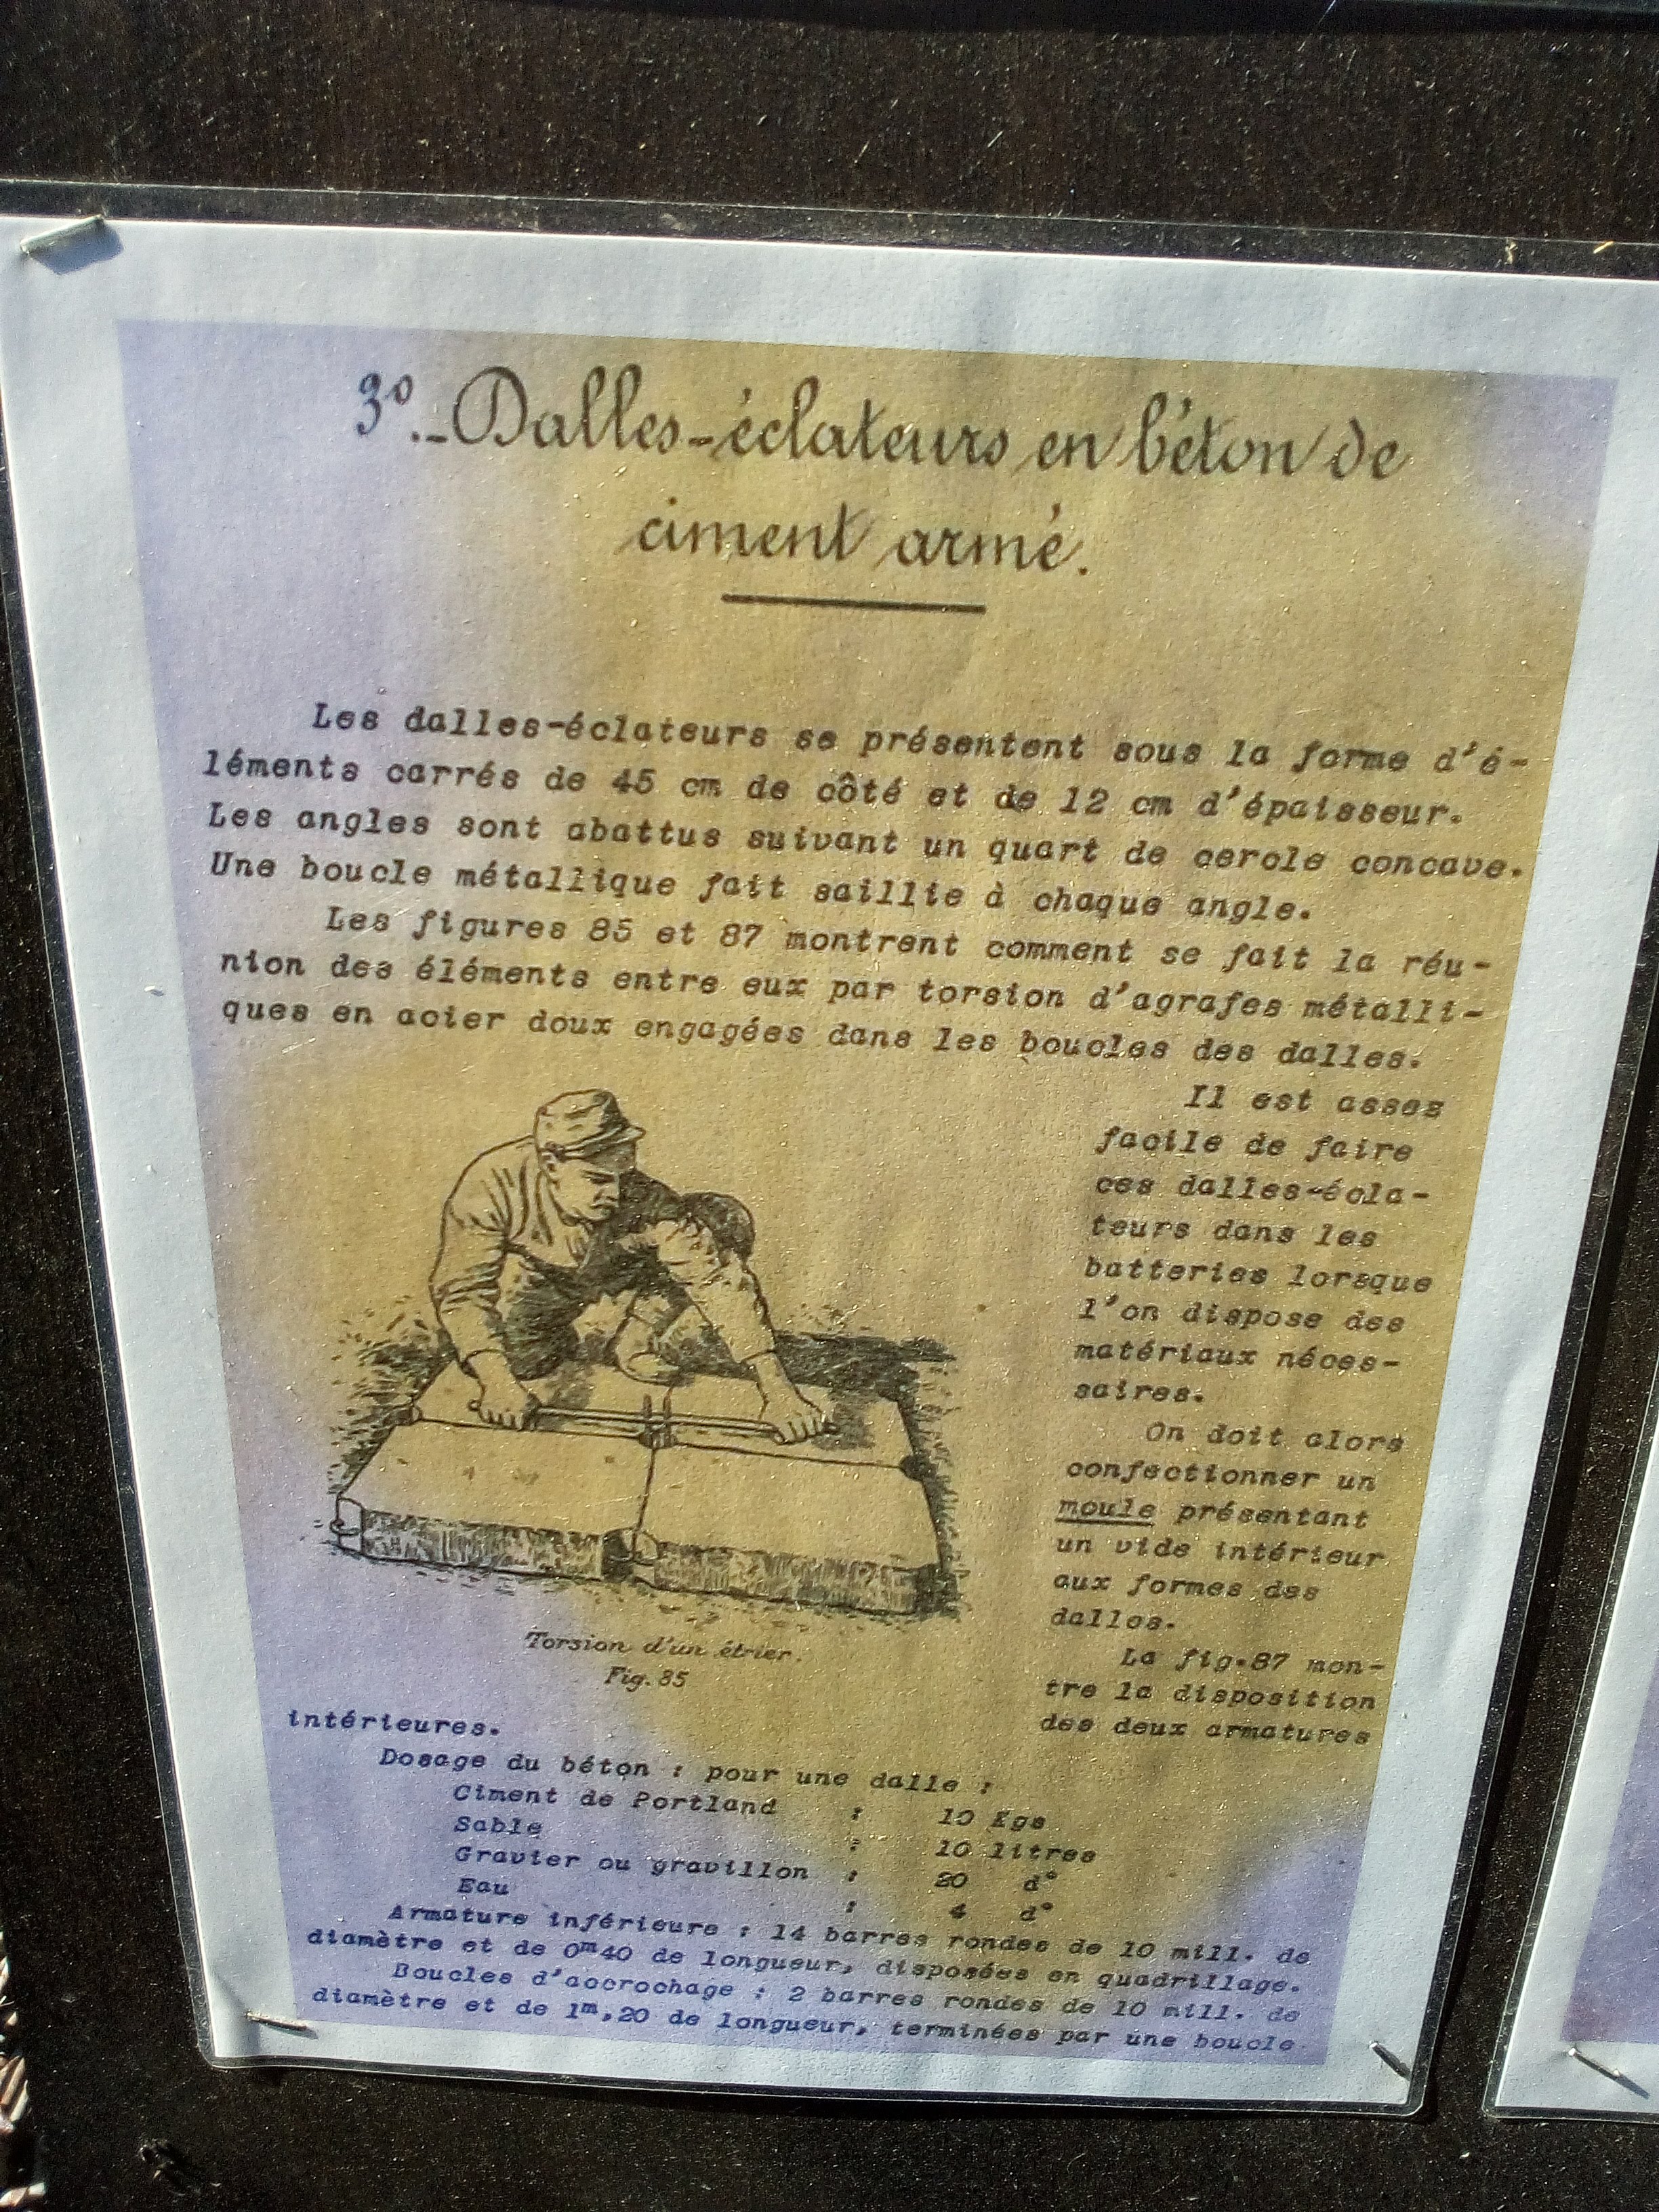 3º.- Dalles-éclateurs en béton de
ciment armé.
Les dalles-éclateurs se présentent sous la forme d'é-
léments carrés de 45 cm de côté et de 12 cm d'épaisseur.
Les angles sont abattus suivant un quart de cercle concave.
Une boucle métallique fait saillie à chaque angle.
Les figures 85 et 87 montrent comment se fait la réu-
nion des éléments entre eux par torsion d'agrafes métalli-
ques en acier doux engagées dans les boucles des dalles.
Il est assez
facile de faire
ces dalles-écla-
teurs dans les
batteries lorsque
l'on dispose des
matériaux néces-
saires.
On doit alors
confectionner un
moule présentant
un vide intérieur
aux formes des
dalles.
La fig.87 mon-
tre la disposition
des deux armatures
Torsion d'un étrier.
Fig. 85
intérieures.
Dosage du béton : pour une dalle :
Ciment de Portland : 10 Kgs
Sable : 10 litres
Gravier ou gravillon : 20 dº
Eau : 4 dº
Armature inférieure : 14 barres rondes de 10 mill. de
diamètre et de 0m40 de longueur, disposées en quadrillage.
Boucles d'accrochage : 2 barres rondes de 10 mill. de
diamètre et de 1m,20 de longueur, terminées par une boucle